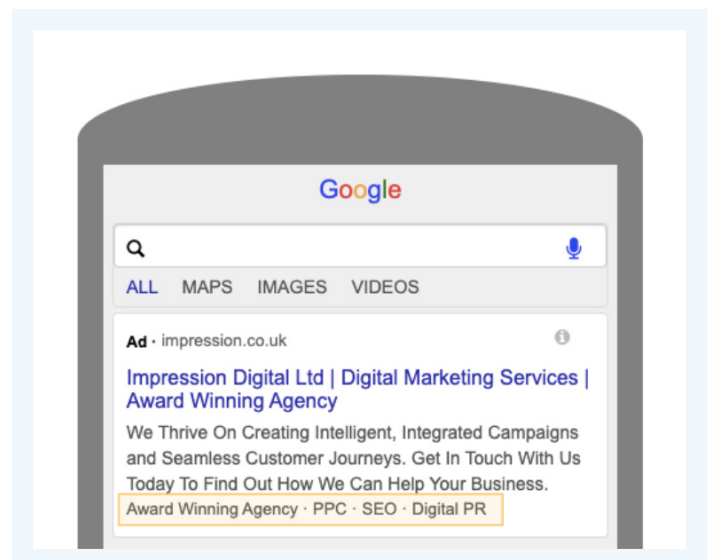 Google
ALL MAPS IMAGES VIDEOS
Ad · impression.co.uk
Impression Digital Ltd | Digital Marketing Services |
Award Winning Agency
We Thrive On Creating Intelligent, Integrated Campaigns
and Seamless Customer Journeys. Get In Touch With Us
Today To Find Out How We Can Help Your Business.
Award Winning Agency · PPC · SEO · Digital PR